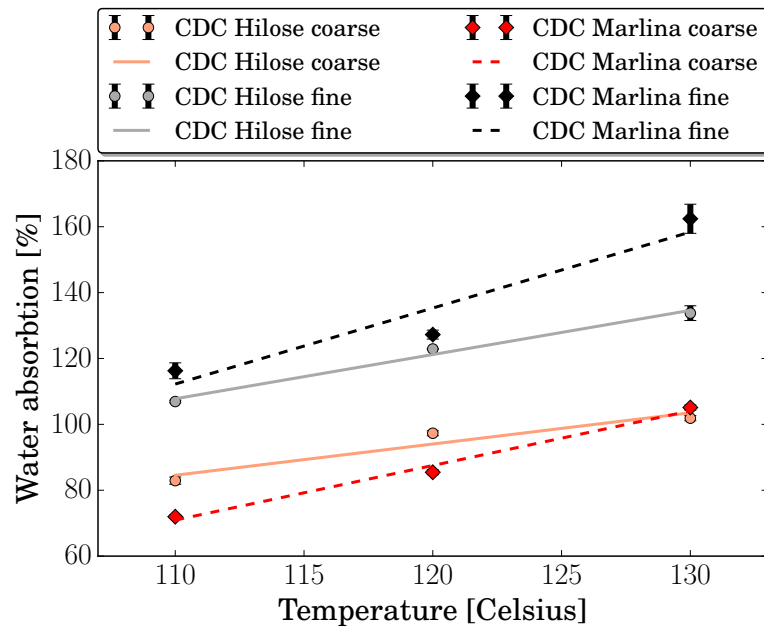 CDC Hilose coarse CDC Marlina coarse
CDC Hilose coarse CDC Marlina coarse
CDC Hilose fine CDC Marlina fine
CDC Hilose fine CDC Marlina fine
180
160
140
120
100
80
60
Water absorbtion [%]
110 115 120 125 130
Temperature [Celsius]